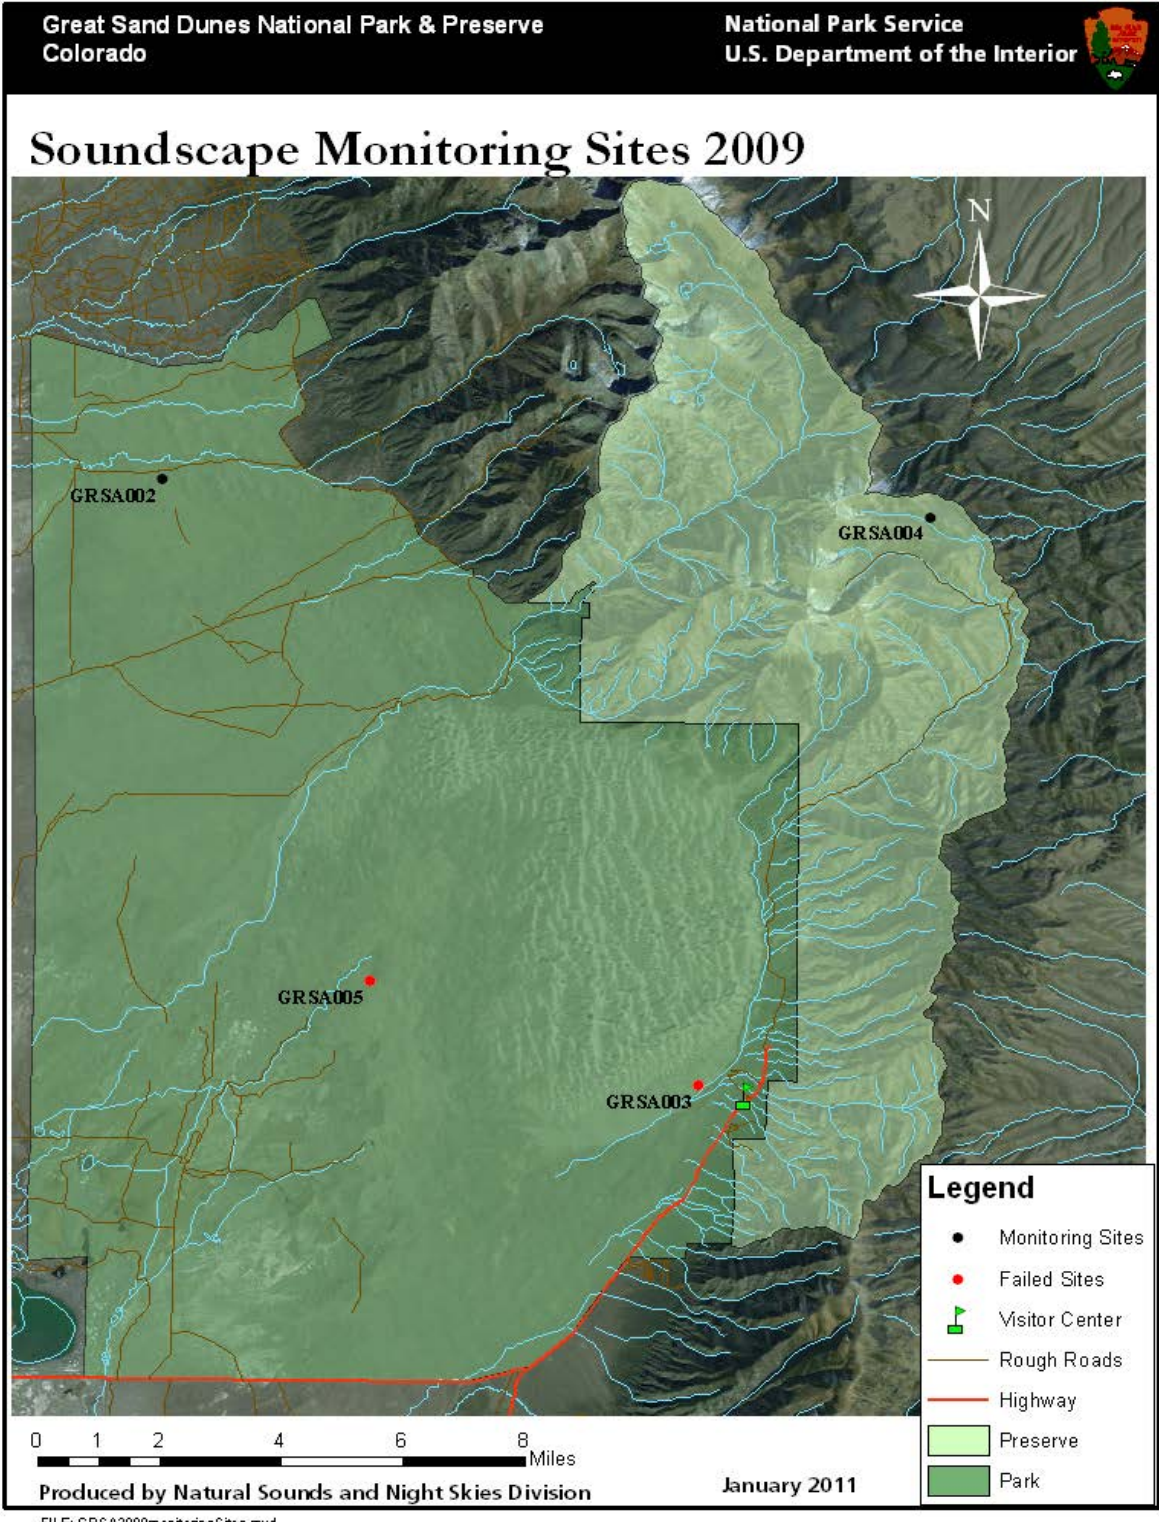 Great Sand Dunes National Park & Preserve
Colorado
National Park Service
U.S. Department of the Interior
Soundscape Monitoring Sites 2009
N
GRSA002
GRSA004
GRSA005
GRSA003
Legend
Monitoring Sites
Failed Sites
Visitor Center
Rough Roads
Highway
Preserve
Park
0 1 2 4 6 8
Miles
Produced by Natural Sounds and Night Skies Division
January 2011